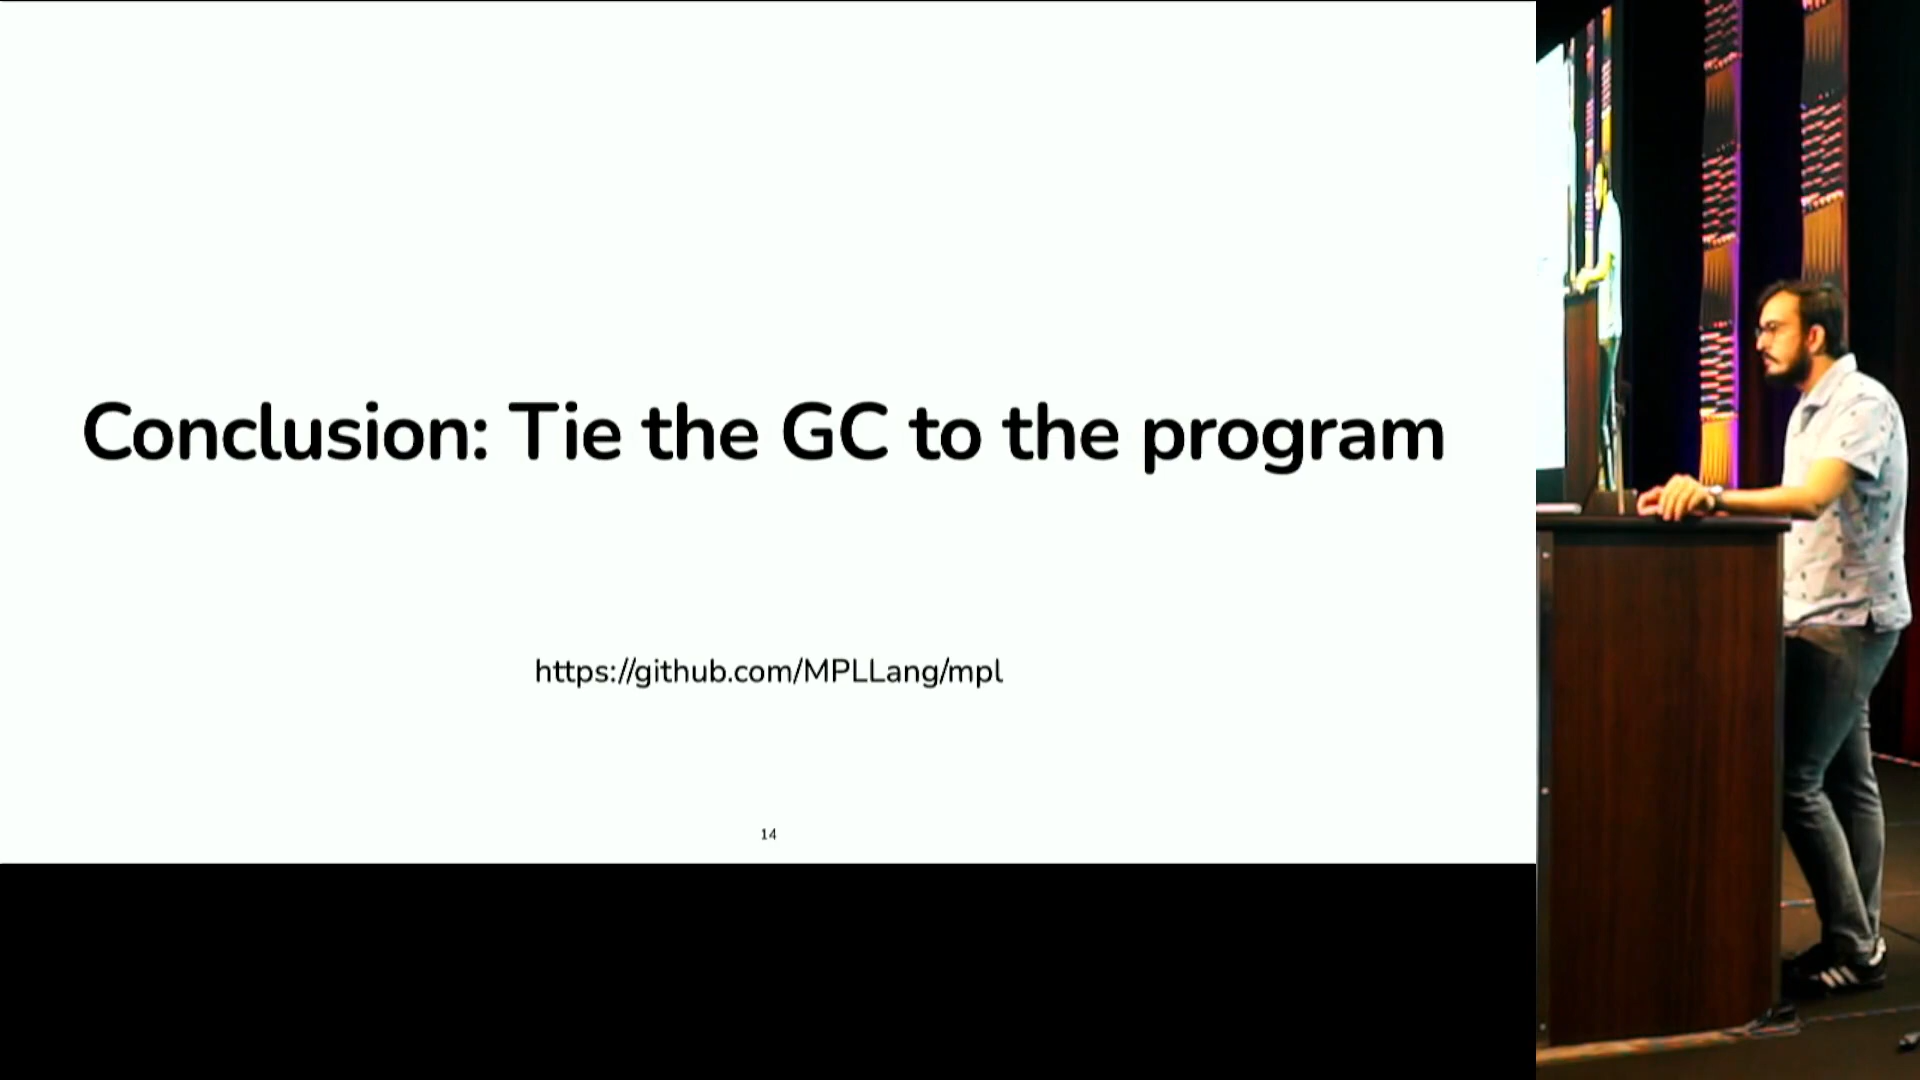 Conclusion: Tie the GC to the program
https://github.com/MPLLang/mpl
14